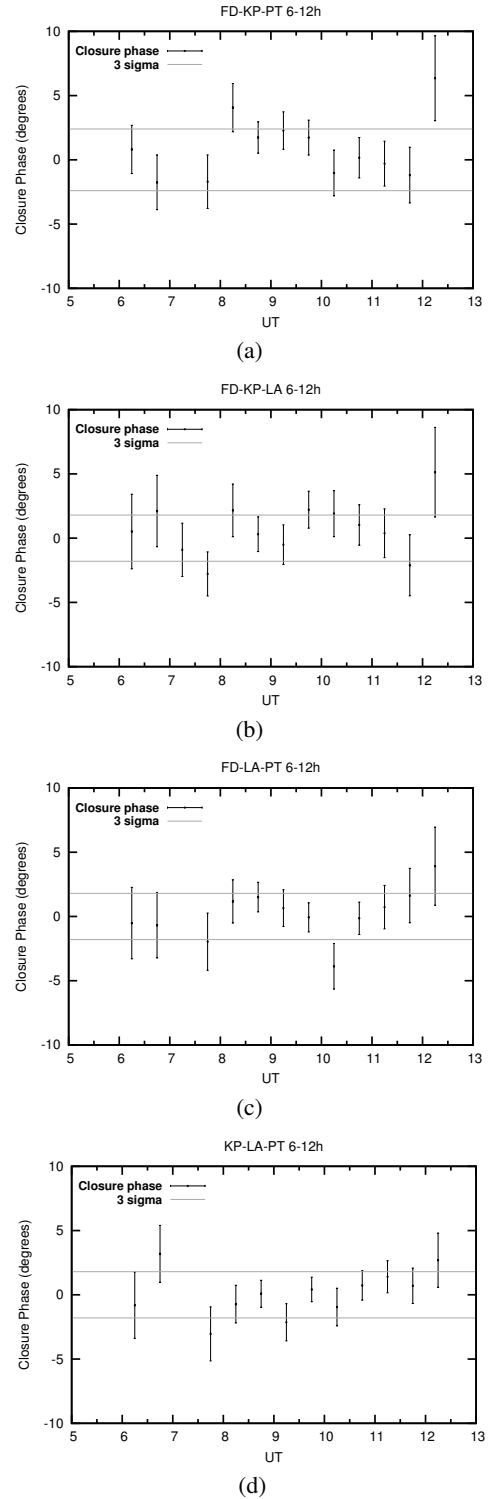 FD-KP-PT 6-12h
Closure phase
3 sigma
Closure Phase (degrees)
10
5
0
-5
-10
5 6 7 8 9 10 11 12 13
UT
(a)
FD-KP-LA 6-12h
Closure phase
3 sigma
Closure Phase (degrees)
10
5
0
-5
-10
5 6 7 8 9 10 11 12 13
UT
(b)
FD-LA-PT 6-12h
Closure phase
3 sigma
Closure Phase (degrees)
10
5
0
-5
-10
5 6 7 8 9 10 11 12 13
UT
(c)
KP-LA-PT 6-12h
Closure phase
3 sigma
Closure Phase (degrees)
10
5
0
-5
-10
5 6 7 8 9 10 11 12 13
UT
(d)